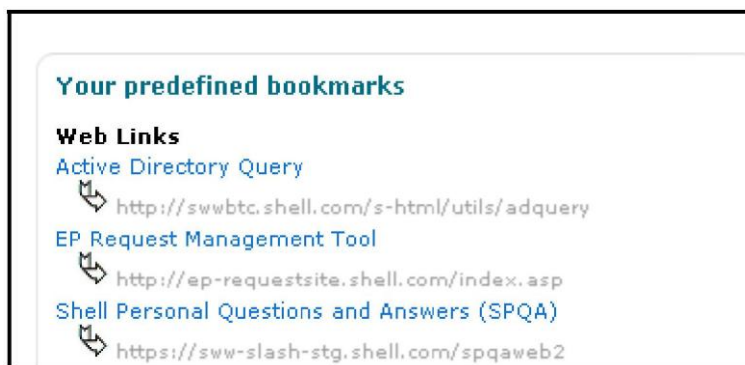 Your predefined bookmarks
Web Links
Active Directory Query
http://swwbtc.shell.com/s-html/utils/adquery
EP Request Management Tool
http://ep-requestsite.shell.com/index.asp
Shell Personal Questions and Answers (SPQA)
https://sww-slash-stg.shell.com/spqaweb2